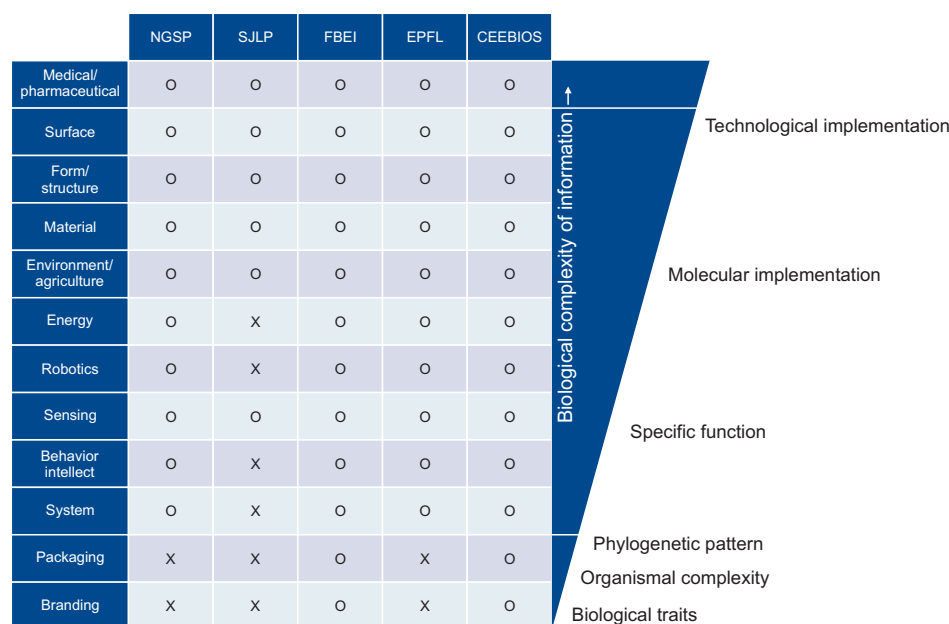 NGSP SJLP FBEI EPFL CEEBIOS
Medical/
pharmaceutical
O O O O O
Surface O O O O O
Form/
structure
O O O O O
Material O O O O O
Environment/
agriculture
O O O O O
Energy O X O O O
Robotics O X O O O
Sensing O O O O O
Behavior
intellect
O X O O O
System O X O O O
Packaging X X O X O
Branding X X O X O
Biological complexity of information →
Technological implementation
Molecular implementation
Specific function
Phylogenetic pattern
Organismal complexity
Biological traits